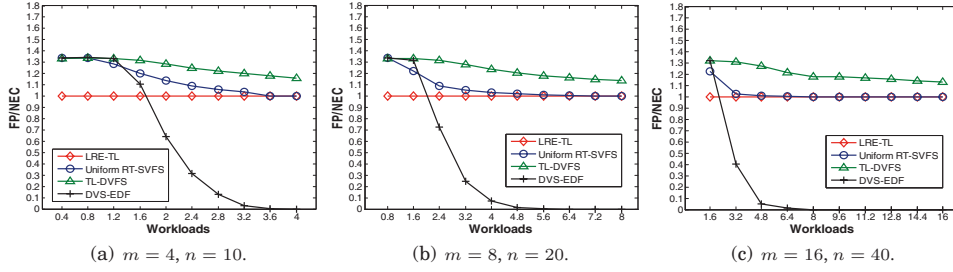 FP/NEC
1.8
1.7
1.6
1.5
1.4
1.3
1.2
1.1
1.0
0.9
0.8
0.7
0.6
0.5
0.4
0.3
0.2
0.1
0
LRE-TL
Uniform RT-SVFS
TL-DVFS
DVS-EDF
0.4 0.8 1.2 1.6 2 2.4 2.8 3.2 3.6 4
Workloads
(a) m = 4, n = 10.
FP/NEC
1.8
1.7
1.6
1.5
1.4
1.3
1.2
1.1
1.0
0.9
0.8
0.7
0.6
0.5
0.4
0.3
0.2
0.1
0
LRE-TL
Uniform RT-SVFS
TL-DVFS
DVS-EDF
0.8 1.6 2.4 3.2 4 4.8 5.6 6.4 7.2 8
Workloads
(b) m = 8, n = 20.
FP/NEC
1.8
1.7
1.6
1.5
1.4
1.3
1.2
1.1
1.0
0.9
0.8
0.7
0.6
0.5
0.4
0.3
0.2
0.1
0
LRE-TL
Uniform RT-SVFS
TL-DVFS
DVS-EDF
1.6 3.2 4.8 6.4 8 9.6 11.2 12.8 14.4 16
Workloads
(c) m = 16, n = 40.